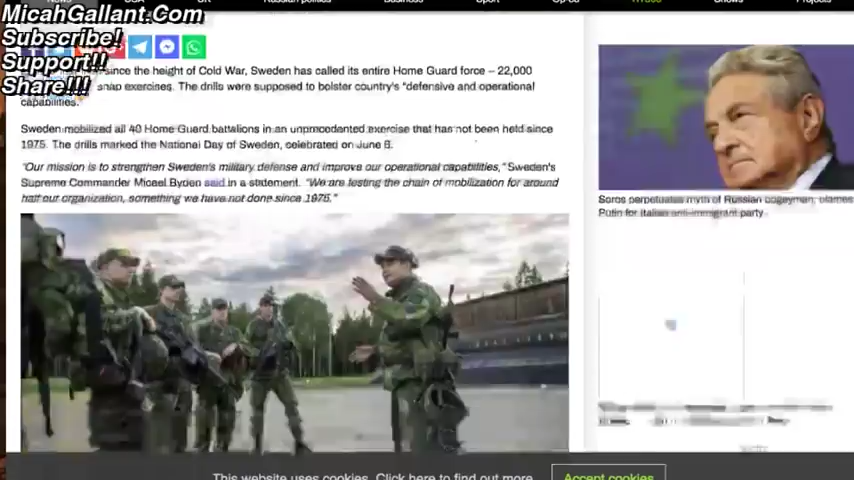 MicahGallant.Com
Subscribe!
Support!!
Share!!!
News USA UK Russian politics Business Sport Op-ed Shows Projects
since the height of Cold War, Sweden has called its entire Home Guard force – 22,000
snap exercises. The drills were supposed to bolster country's "defensive and operational
capabilities."
Sweden mobilized all 40 Home Guard battalions in an unprecedented exercise that has not been held since
1975. The drills marked the National Day of Sweden, celebrated on June 6.
"Our mission is to strengthen Sweden's military defense and improve our operational capabilities," Sweden's
Supreme Commander Micael Byden said in a statement. "We are testing the chain of mobilization for around
half our organization, something we have not done since 1975."
Soros perpetuates myth of Russian bogeyman, blames
Putin for Italian anti-immigrant party
This website uses cookies. Click here to find out more.
Accept cookies